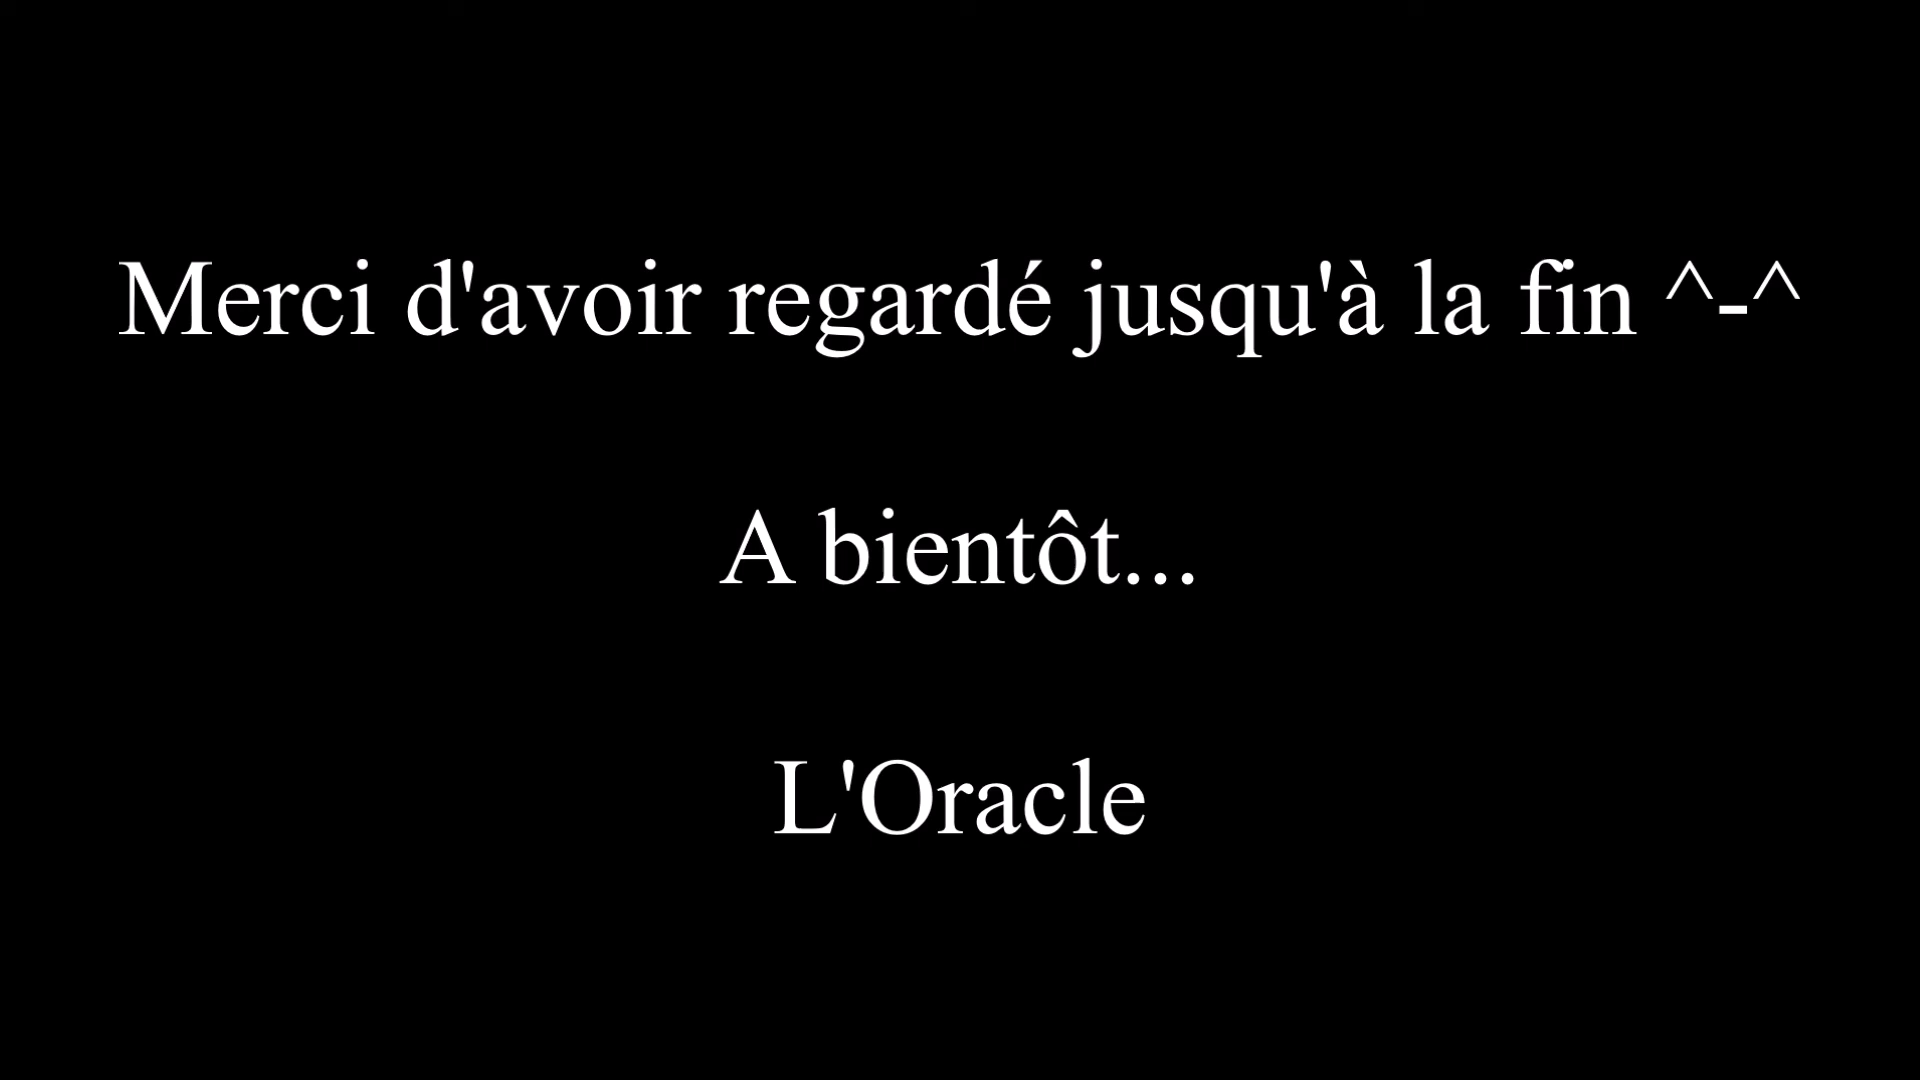 Merci d'avoir regardé jusqu'à la fin ^-^
A bientôt...
L'Oracle